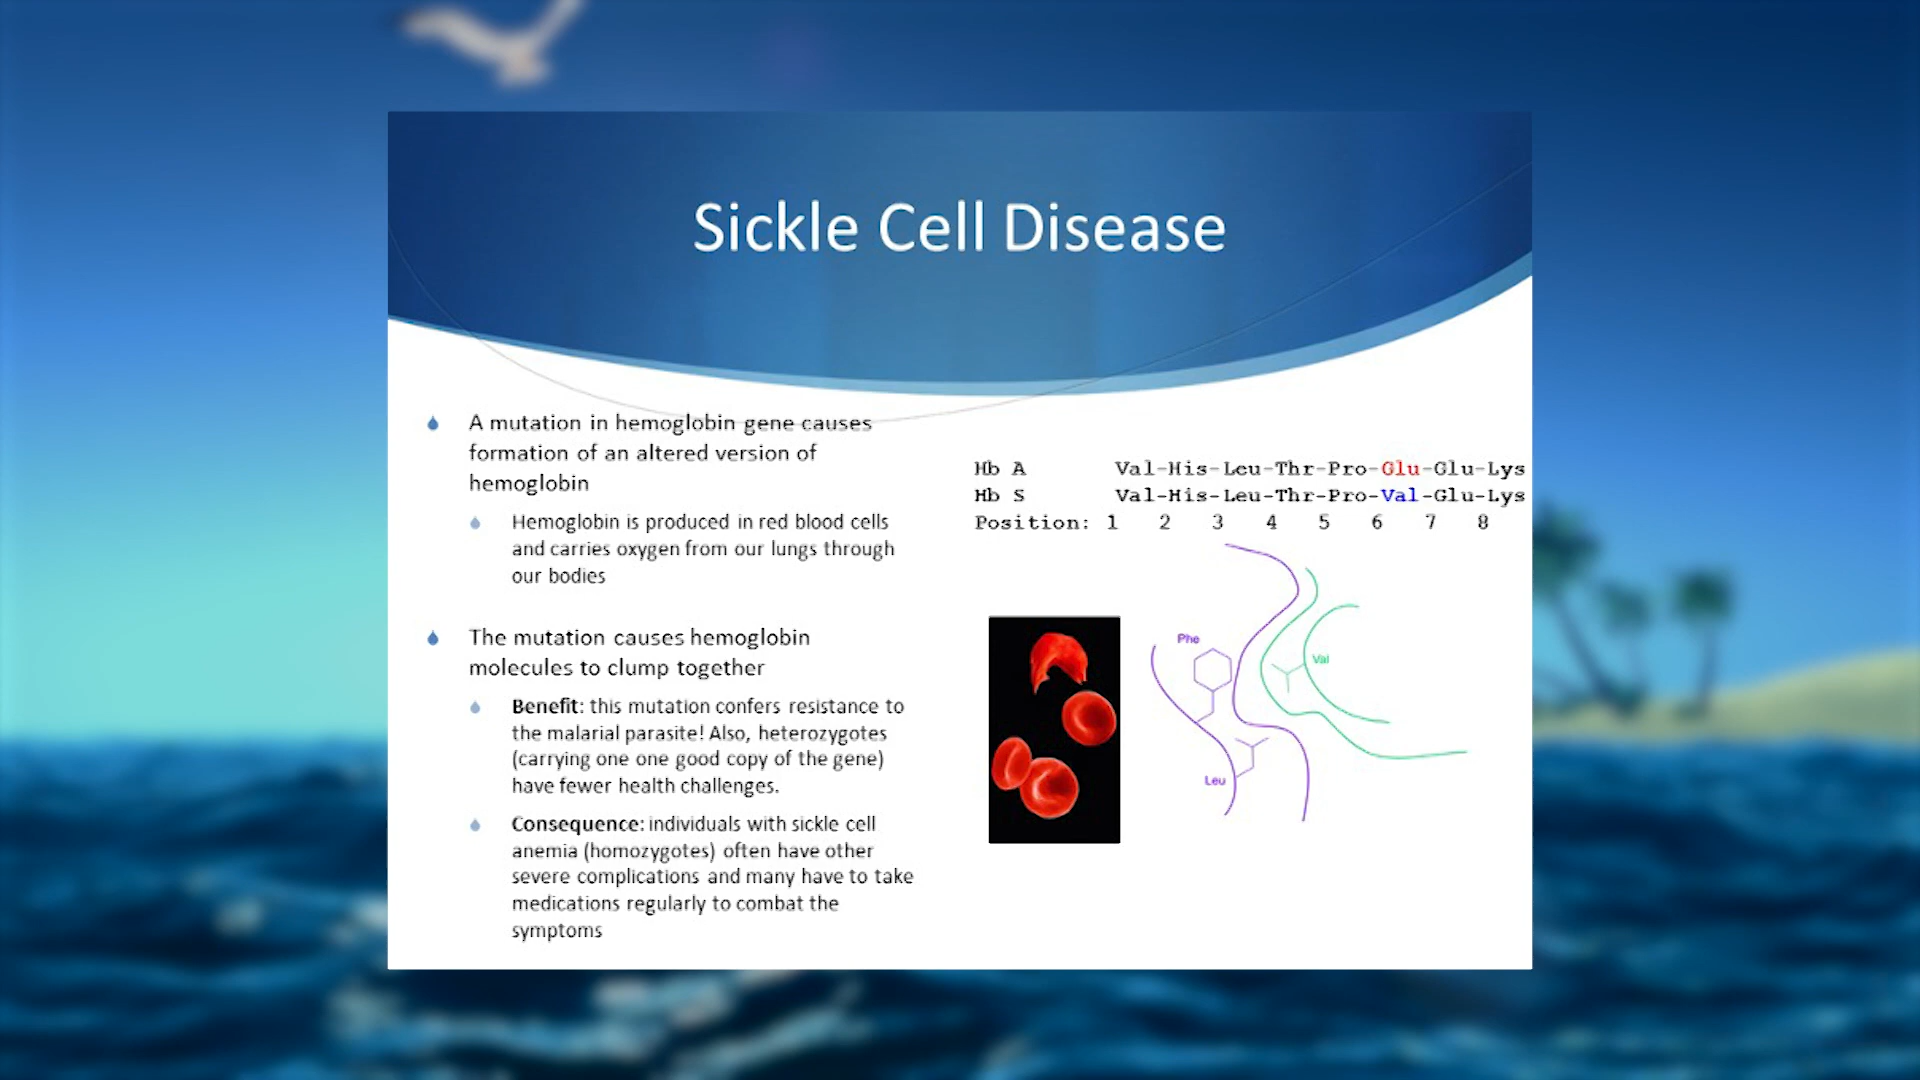 Sickle Cell Disease
A mutation in hemoglobin gene causes
formation of an altered version of
hemoglobin
Hemoglobin is produced in red blood cells
and carries oxygen from our lungs through
our bodies
The mutation causes hemoglobin
molecules to clump together
Benefit: this mutation confers resistance to
the malarial parasite! Also, heterozygotes
(carrying one one good copy of the gene)
have fewer health challenges.
Consequence: individuals with sickle cell
anemia (homozygotes) often have other
severe complications and many have to take
medications regularly to combat the
symptoms
Hb A Val-His-Leu-Thr-Pro-Glu-Glu-Lys
Hb S Val-His-Leu-Thr-Pro-Val-Glu-Lys
Position: 1 2 3 4 5 6 7 8
Phe
Val
Leu